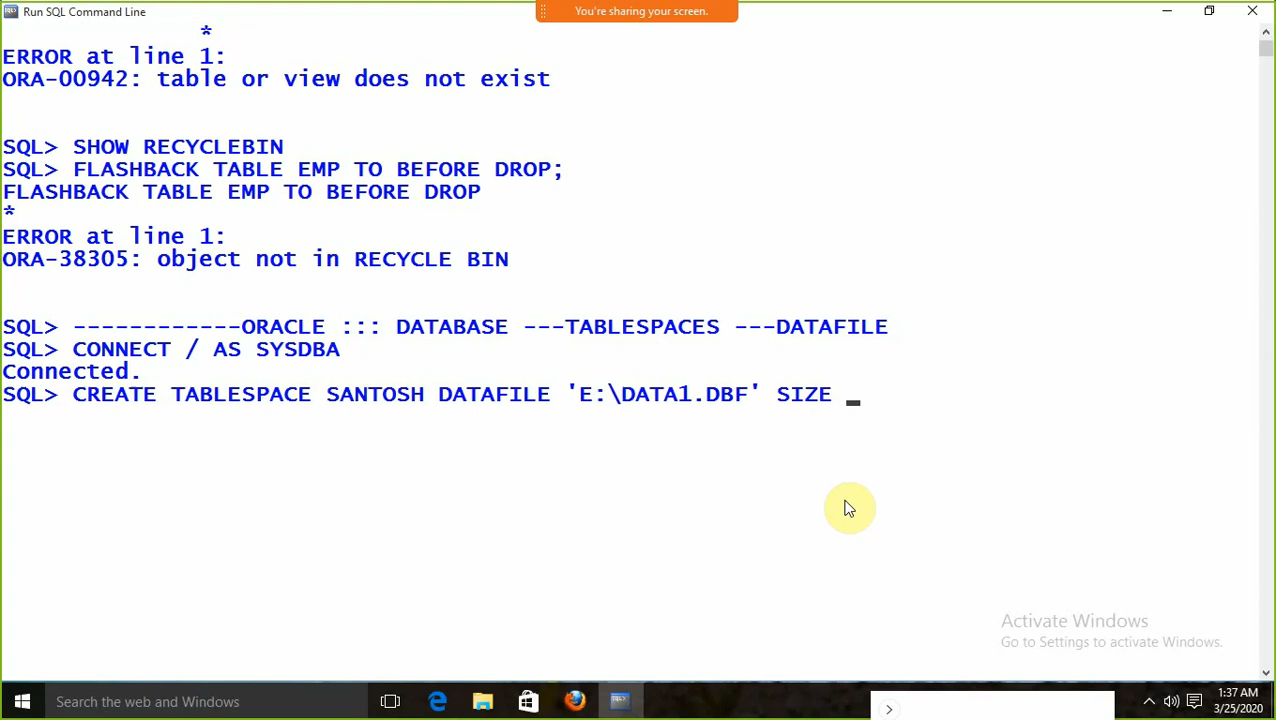 Run SQL Command Line
You're sharing your screen.
*
ERROR at line 1:
ORA-00942: table or view does not exist
SQL> SHOW RECYCLEBIN
SQL> FLASHBACK TABLE EMP TO BEFORE DROP;
FLASHBACK TABLE EMP TO BEFORE DROP
*
ERROR at line 1:
ORA-38305: object not in RECYCLE BIN
SQL> ------------ORACLE ::: DATABASE ---TABLESPACES ---DATAFILE
SQL> CONNECT / AS SYSDBA
Connected.
SQL> CREATE TABLESPACE SANTOSH DATAFILE 'E:\DATA1.DBF' SIZE _
Activate Windows
Go to Settings to activate Windows.
Search the web and Windows
1:37 AM
3/25/2020